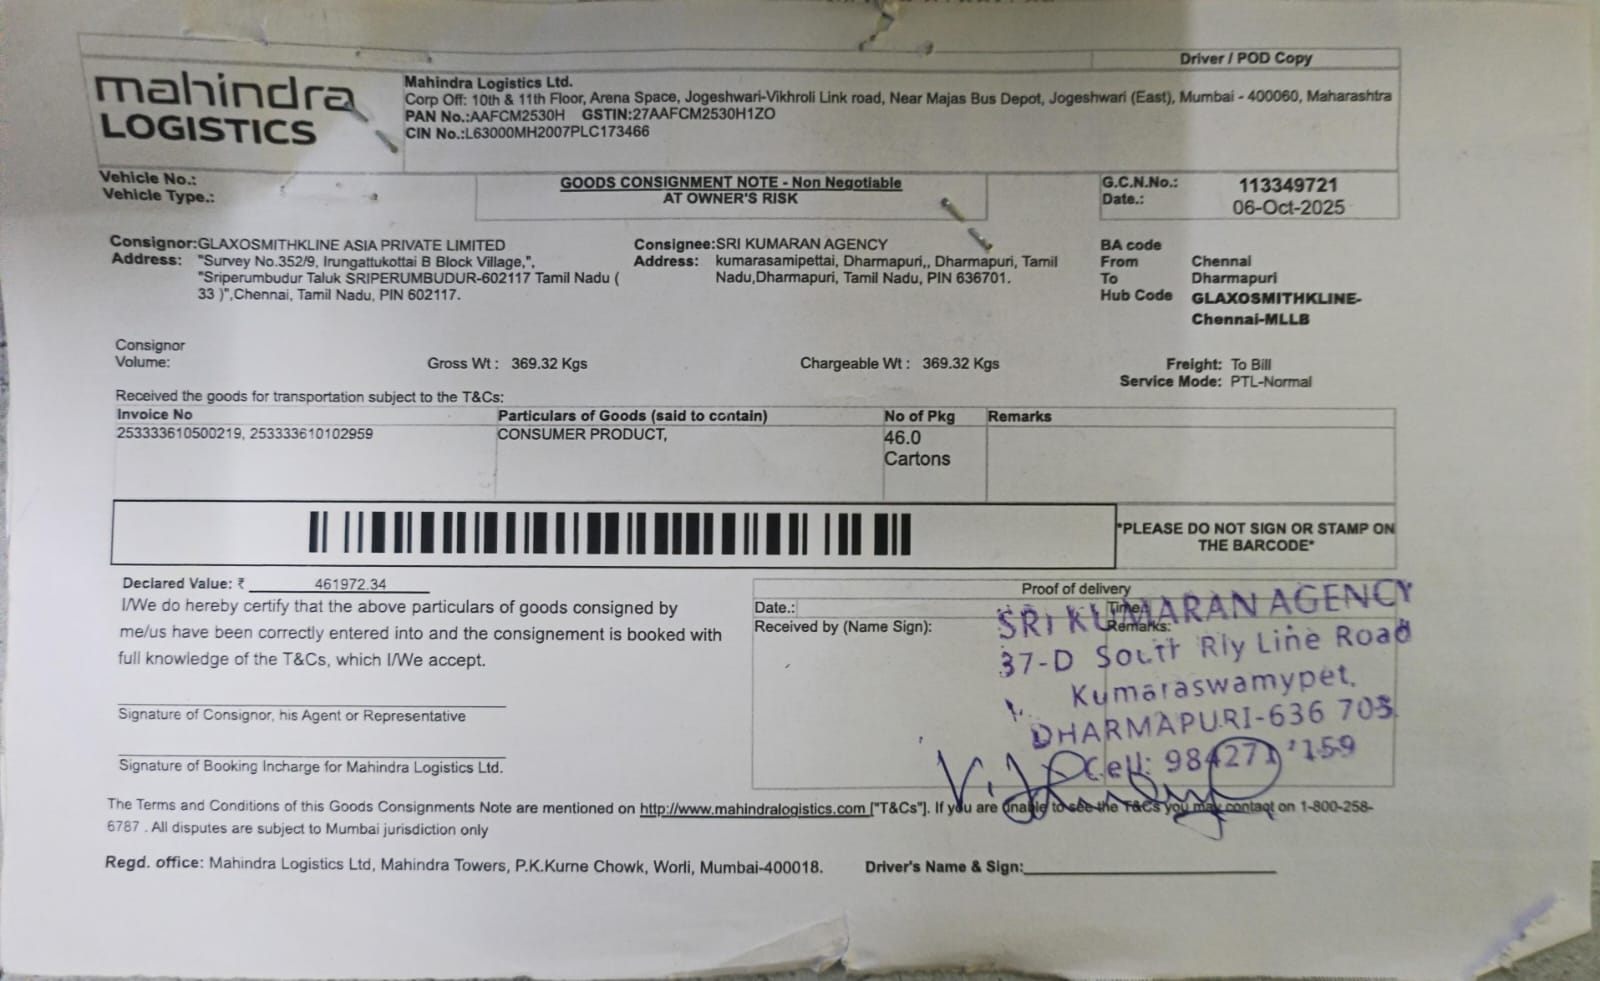 Driver / POD Copy
mahindra
LOGISTICS
Mahindra Logistics Ltd.
Corp Off: 10th & 11th Floor, Arena Space, Jogeshwari-Vikhroli Link road, Near Majas Bus Depot, Jogeshwari (East), Mumbai - 400060, Maharashtra
PAN No.:AAFCM2530H GSTIN:27AAFCM2530H1ZO
CIN No.:L63000MH2007PLC173466
Vehicle No.:
Vehicle Type.:
GOODS CONSIGNMENT NOTE - Non Negotiable
AT OWNER'S RISK
G.C.N.No.: 113349721
Date.: 06-Oct-2025
Consignor:GLAXOSMITHKLINE ASIA PRIVATE LIMITED
Address: "Survey No.352/9, Irungattukottai B Block Village,",
"Sriperumbudur Taluk SRIPERUMBUDUR-602117 Tamil Nadu (
33 )",Chennai, Tamil Nadu, PIN 602117.
Consignee:SRI KUMARAN AGENCY
Address: kumarasamipettai, Dharmapuri,, Dharmapuri, Tamil
Nadu,Dharmapuri, Tamil Nadu, PIN 636701.
BA code
From Chennai
To Dharmapuri
Hub Code GLAXOSMITHKLINE-
Chennai-MLLB
Consignor
Volume:
Gross Wt : 369.32 Kgs
Chargeable Wt : 369.32 Kgs
Freight: To Bill
Service Mode: PTL-Normal
Received the goods for transportation subject to the T&Cs:
Invoice No Particulars of Goods (said to contain) No of Pkg Remarks
253333610500219, 253333610102959 CONSUMER PRODUCT, 46.0
Cartons
*PLEASE DO NOT SIGN OR STAMP ON
THE BARCODE*
Declared Value: ₹ 461972.34
I/We do hereby certify that the above particulars of goods consigned by
me/us have been correctly entered into and the consignement is booked with
full knowledge of the T&Cs, which I/We accept.
Signature of Consignor, his Agent or Representative
Signature of Booking Incharge for Mahindra Logistics Ltd.
Proof of delivery
Date.: Time
Received by (Name Sign): Remarks:
SRI KUMARAN AGENCY
37-D South Rly Line Road
Kumaraswamypet,
DHARMAPURI-636 703
Cell:
The Terms and Conditions of this Goods Consignments Note are mentioned on http://www.mahindralogistics.com ["T&Cs"]. If you are unable to see the T&Cs you may contact on 1-800-258-
6787 . All disputes are subject to Mumbai jurisdiction only
Regd. office: Mahindra Logistics Ltd, Mahindra Towers, P.K.Kurne Chowk, Worli, Mumbai-400018.
Driver's Name & Sign: